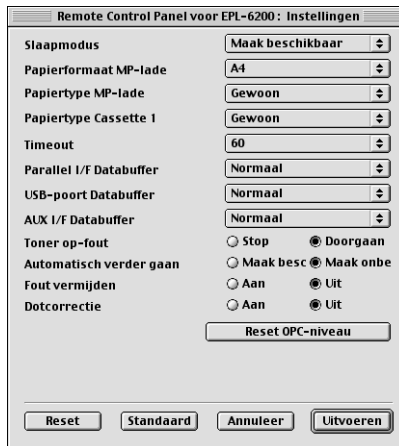 Remote Control Panel voor EPL-6200 : Instellingen
Slaapmodus Maak beschikbaar
Papierformaat MP-lade A4
Papiertype MP-lade Gewoon
Papiertype Cassette 1 Gewoon
Timeout 60
Parallel I/F Databuffer Normaal
USB-poort Databuffer Normaal
AUX I/F Databuffer Normaal
Toner op-fout Stop Doorgaan
Automatisch verder gaan Maak besc Maak onbe
Fout vermijden Aan Uit
Dotcorrectie Aan Uit
Reset OPC-niveau
Reset Standaard Annuleer Uitvoeren